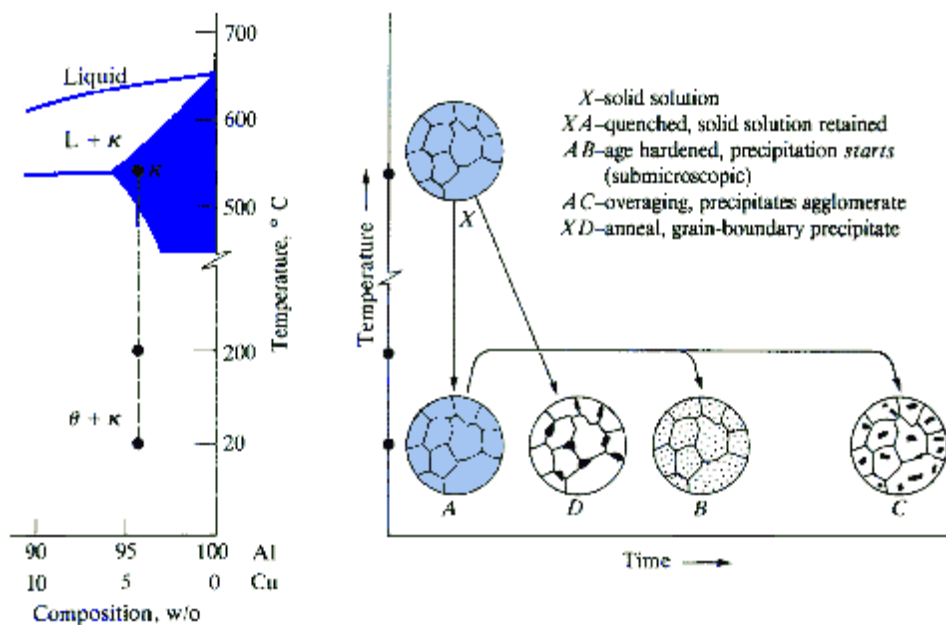 700
Liquid
600
L + κ
κ
500
Temperature, °C
200
θ + κ
20
90 95 100 Al
10 5 0 Cu
Composition, w/o
Temperature
X–solid solution
XA–quenched, solid solution retained
AB–age hardened, precipitation starts
(submicroscopic)
AC–overaging, precipitates agglomerate
XD–anneal, grain-boundary precipitate
X
A D B C
Time